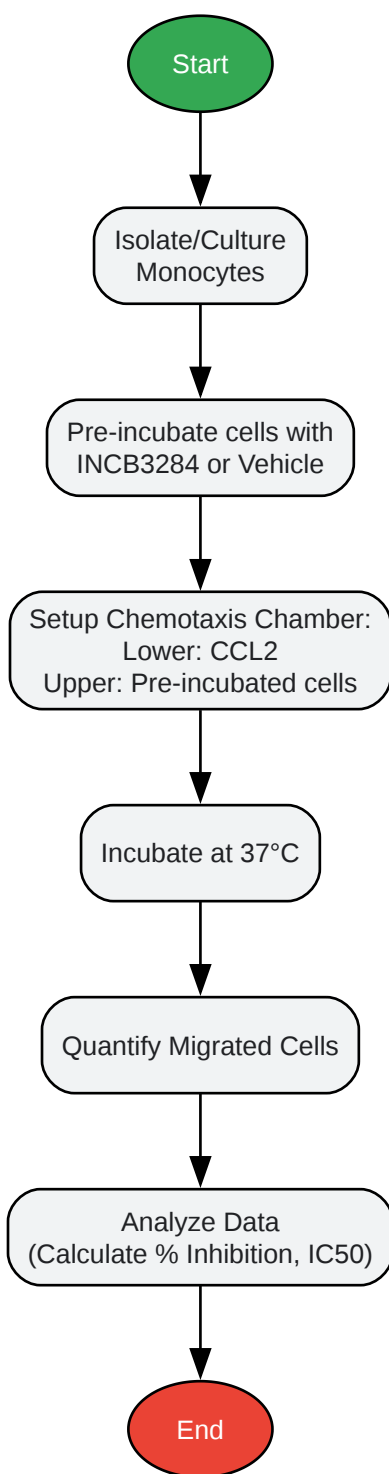 Start
Isolate/Culture
Monocytes
Pre-incubate cells with
INCB3284 or Vehicle
Setup Chemotaxis Chamber:
Lower: CCL2
Upper: Pre-incubated cells
Incubate at 37°C
Quantify Migrated Cells
Analyze Data
(Calculate % Inhibition, IC50)
End